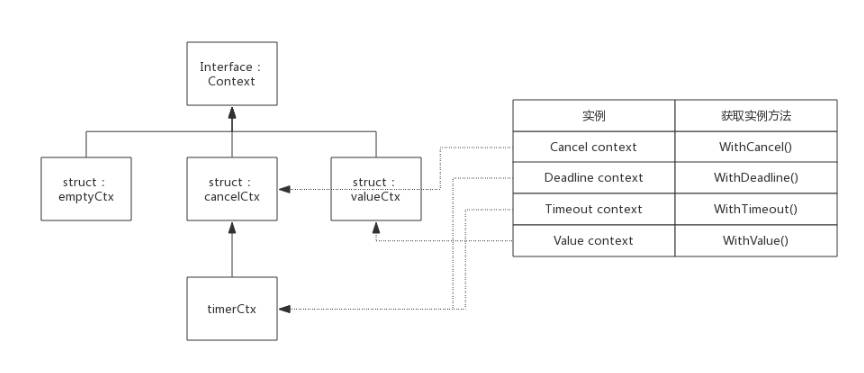 Interface：
Context
struct：
emptyCtx
struct：
cancelCtx
struct：
valueCtx
timerCtx
实例 获取实例方法
Cancel context WithCancel()
Deadline context WithDeadline()
Timeout context WithTimeout()
Value context WithValue()